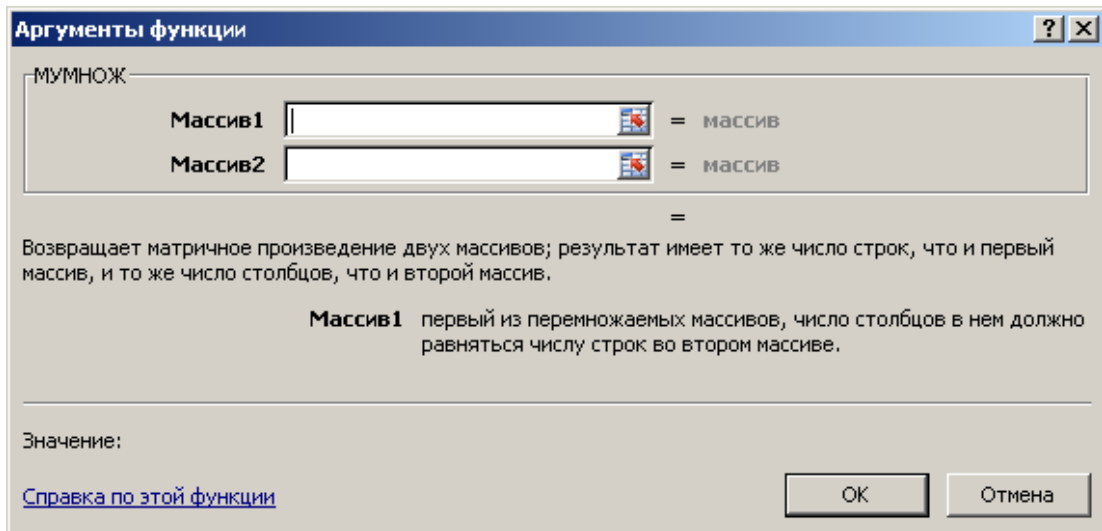 Аргументы функции
МУМНОЖ
Массив1 = массив
Массив2 = массив
=
Возвращает матричное произведение двух массивов; результат имеет то же число строк, что и первый
массив, и то же число столбцов, что и второй массив.
Массив1 первый из перемножаемых массивов, число столбцов в нем должно
равняться числу строк во втором массиве.
Значение:
Справка по этой функции OK Отмена